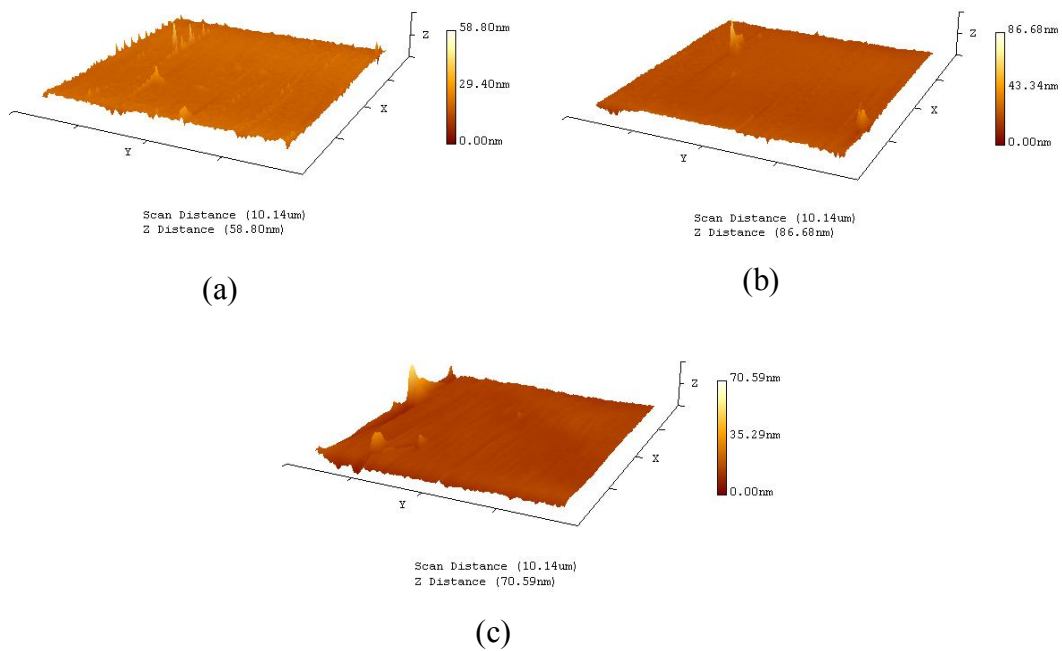 58.80nm
Z
29.40nm
X
0.00nm
Y
Scan Distance (10.14um)
Z Distance (58.80nm)
(a)
86.68nm
Z
43.34nm
X
0.00nm
Y
Scan Distance (10.14um)
Z Distance (86.68nm)
(b)
70.59nm
Z
35.29nm
X
0.00nm
Y
Scan Distance (10.14um)
Z Distance (70.59nm)
(c)